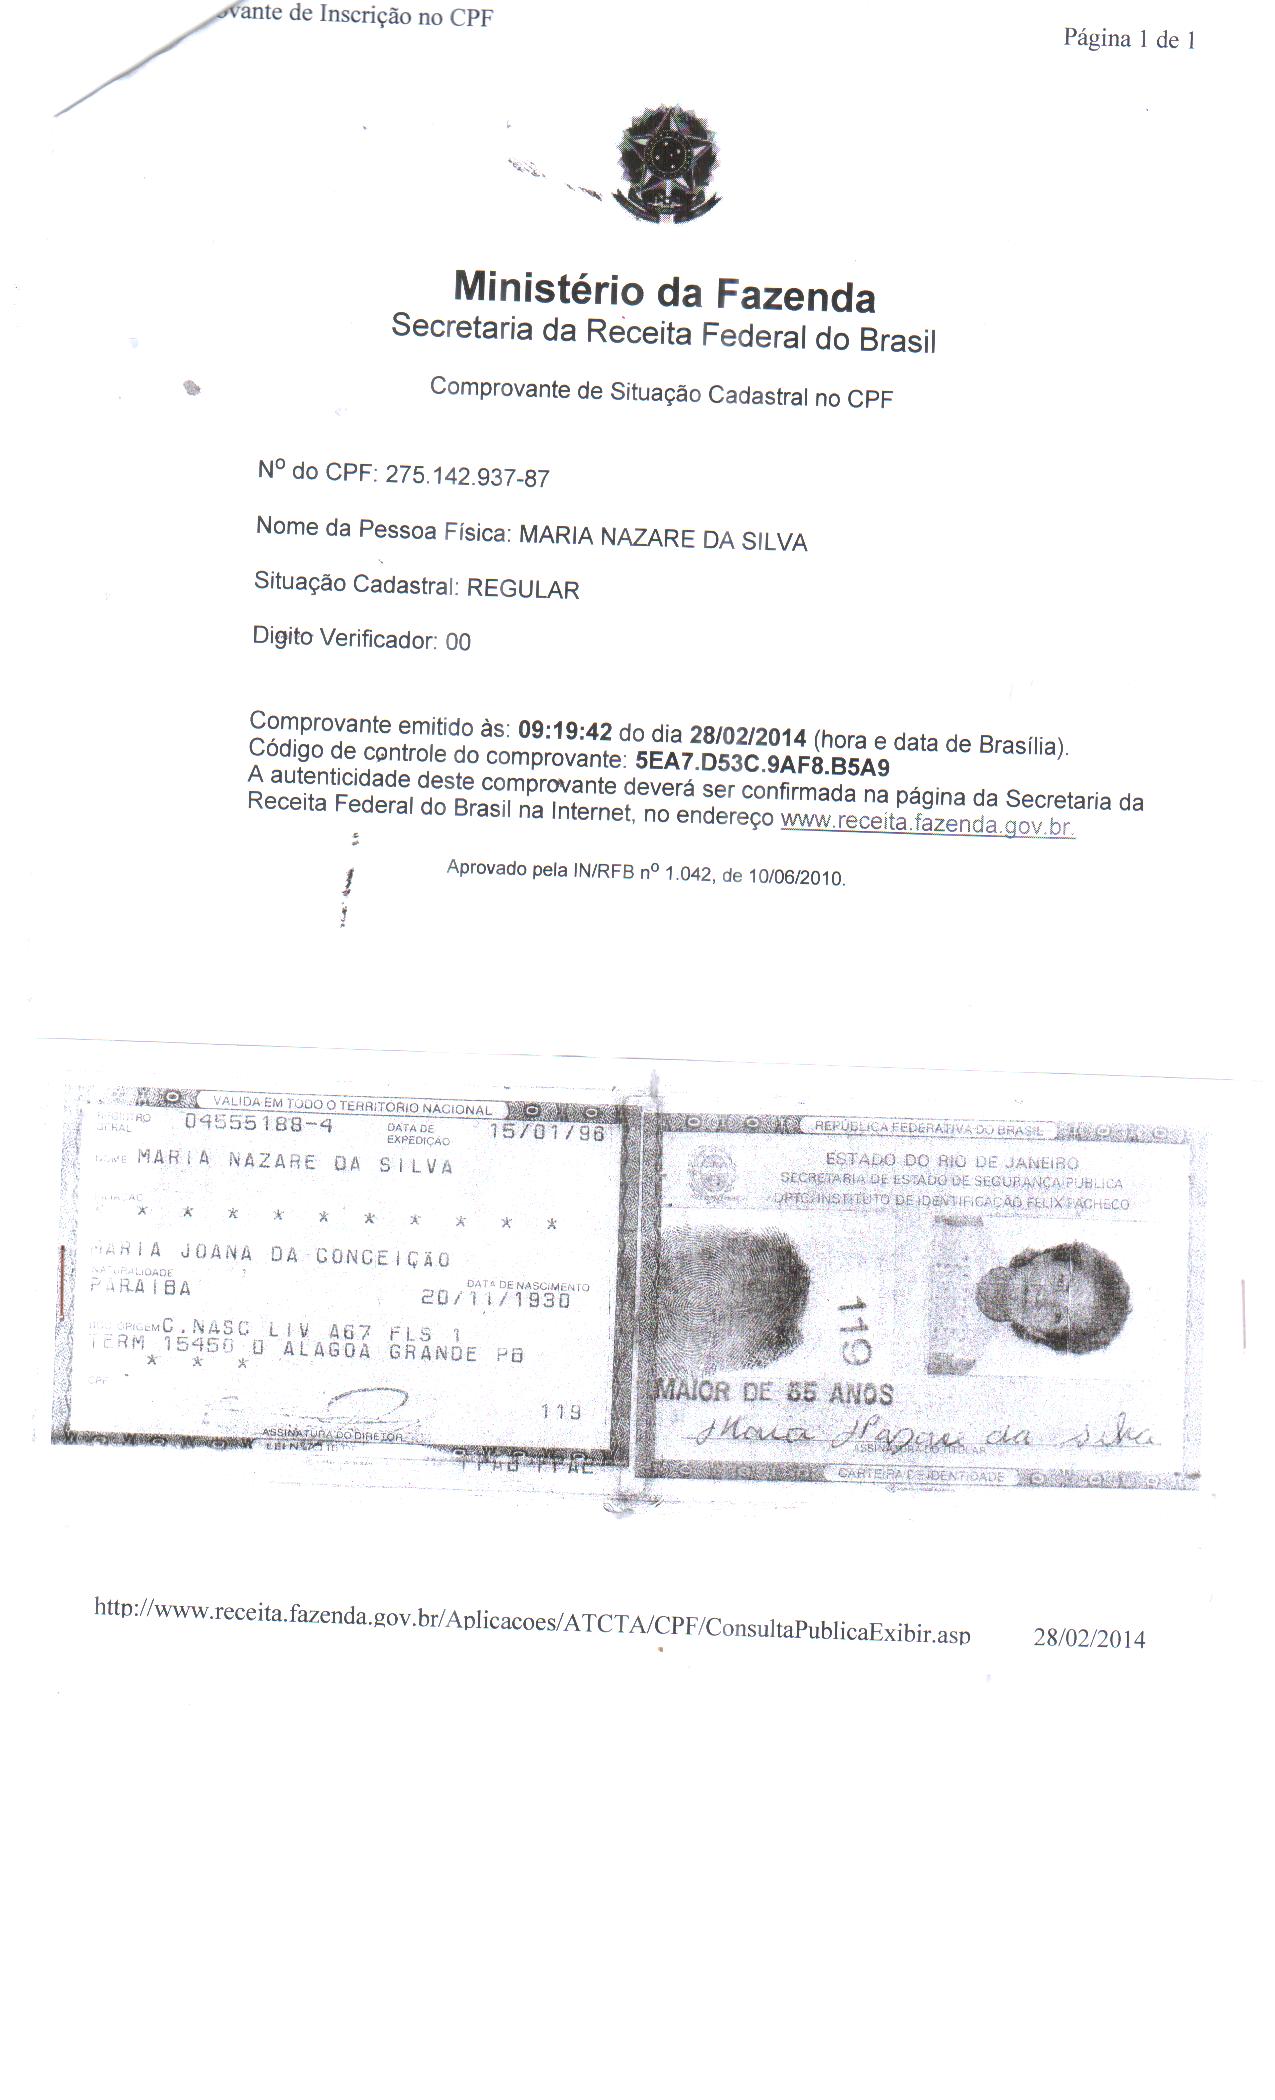 vante de Inscrição no CPF
Página 1 de 1
Ministério da Fazenda
Secretaria da Receita Federal do Brasil
Comprovante de Situação Cadastral no CPF
Nº do CPF: 275.142.937-87
Nome da Pessoa Física: MARIA NAZARE DA SILVA
Situação Cadastral: REGULAR
Digito Verificador: 00
Comprovante emitido às: 09:19:42 do dia 28/02/2014 (hora e data de Brasília).
Código de controle do comprovante: 5EA7.D53C.9AF8.B5A9
A autenticidade deste comprovante deverá ser confirmada na página da Secretaria da
Receita Federal do Brasil na Internet, no endereço www.receita.fazenda.gov.br.
Aprovado pela IN/RFB nº 1.042, de 10/06/2010.
VALIDA EM TODO O TERRITORIO NACIONAL
04555188-4 DATA DE EXPEDIÇÃO 15/01/96
NOME MARIA NAZARE DA SILVA
* * * * * * * * * *
MARIA JOANA DA CONCEIÇÃO
NATURALIDADE DATA DE NASCIMENTO
PARAIBA 20/11/1930
C.NASC LIV A67 FLS 1
TERM 15450 D ALAGOA GRANDE PB
* * *
CPF
119
ASSINATURA DO DIRETOR
REPÚBLICA FEDERATIVA DO BRASIL
ESTADO DO RIO DE JANEIRO
SECRETARIA DE ESTADO DE SEGURANÇA PUBLICA
INSTITUTO DE IDENTIFICAÇÃO FELIX PACHECO
119
MAIOR DE 65 ANOS
Maria Nazare da Silva
ASSINATURA DO TITULAR
CARTEIRA DE IDENTIDADE
http://www.receita.fazenda.gov.br/Aplicacoes/ATCTA/CPF/ConsultaPublicaExibir.asp 28/02/2014